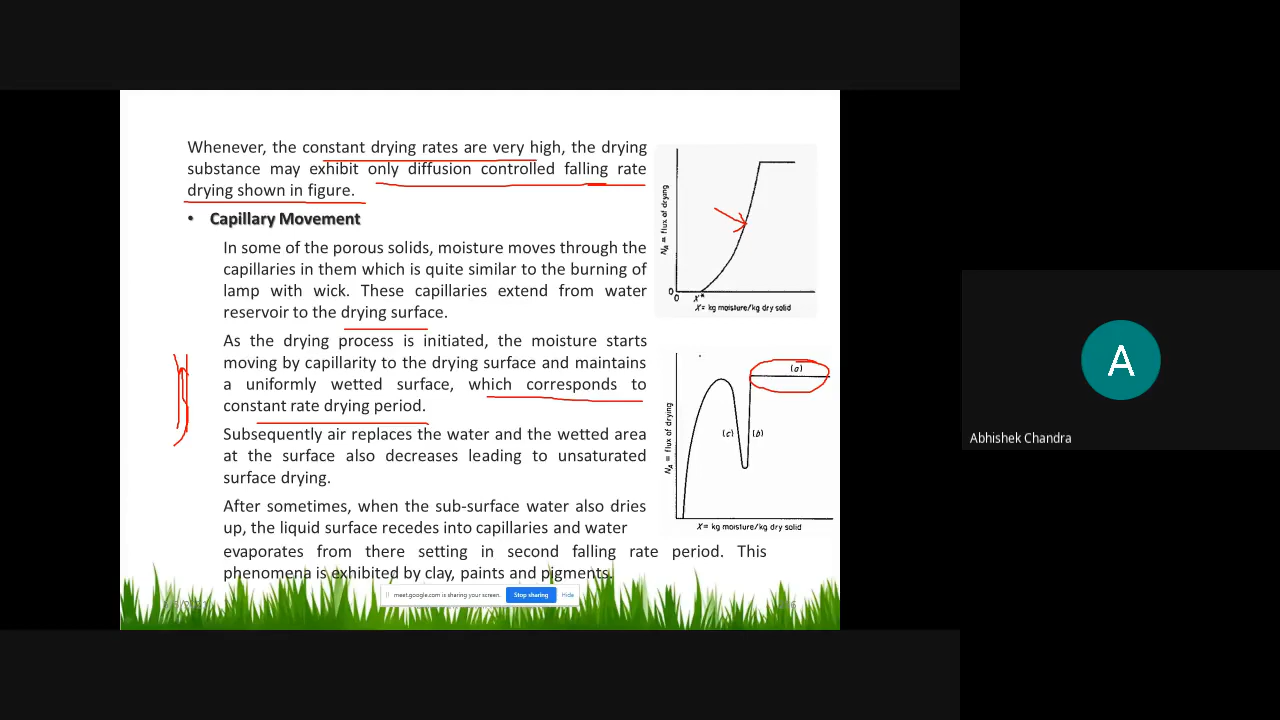 Whenever, the constant drying rates are very high, the drying
substance may exhibit only diffusion controlled falling rate
drying shown in figure.
• Capillary Movement
In some of the porous solids, moisture moves through the
capillaries in them which is quite similar to the burning of
lamp with wick. These capillaries extend from water
reservoir to the drying surface.
As the drying process is initiated, the moisture starts
moving by capillarity to the drying surface and maintains
a uniformly wetted surface, which corresponds to
constant rate drying period.
Subsequently air replaces the water and the wetted area
at the surface also decreases leading to unsaturated
surface drying.
After sometimes, when the sub-surface water also dries
up, the liquid surface recedes into capillaries and water
evaporates from there setting in second falling rate period. This
phenomena is exhibited by clay, paints and pigments.
N_A = flux of drying
0
0
X*
X = kg moisture/kg dry solid
(a)
(c)
(b)
N_A = flux of drying
X = kg moisture/kg dry solid
meet.google.com is sharing your screen.
Stop sharing
Hide
A
Abhishek Chandra